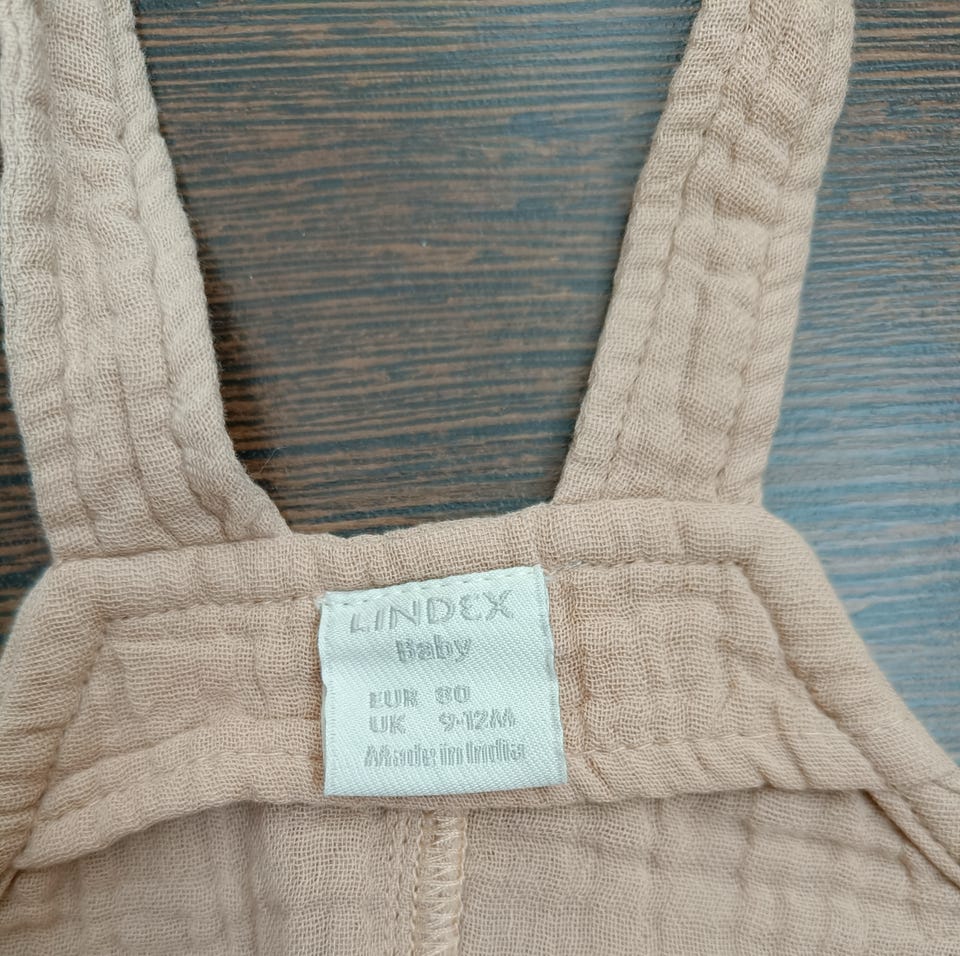 LINDEX
Baby
EUR 80
UK 9-12M
Made in India